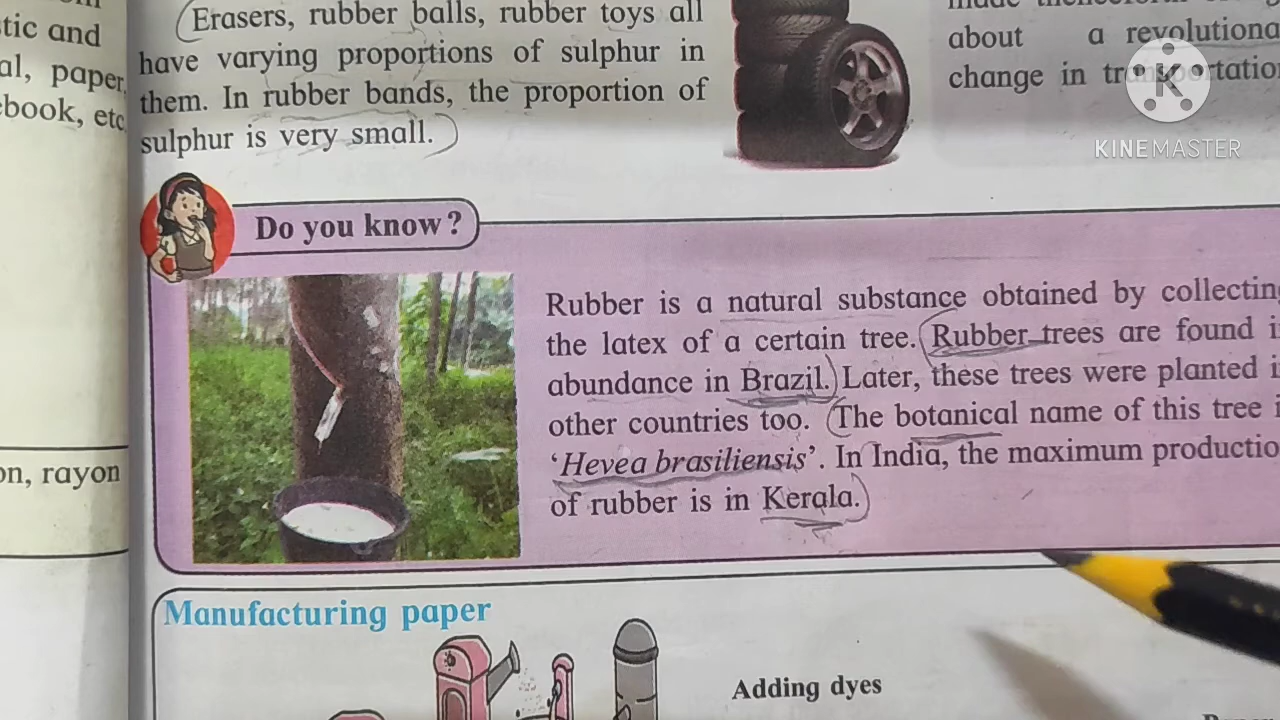 tic and
al, paper,
book, etc
on, rayon
Erasers, rubber balls, rubber toys all
have varying proportions of sulphur in
them. In rubber bands, the proportion of
sulphur is very small.
about a revolutiona
change in transportation
KINEMASTER
Do you know?
Rubber is a natural substance obtained by collectin
the latex of a certain tree. Rubber trees are found i
abundance in Brazil. Later, these trees were planted i
other countries too. The botanical name of this tree i
‘Hevea brasiliensis’. In India, the maximum productio
of rubber is in Kerala.
Manufacturing paper
Adding dyes